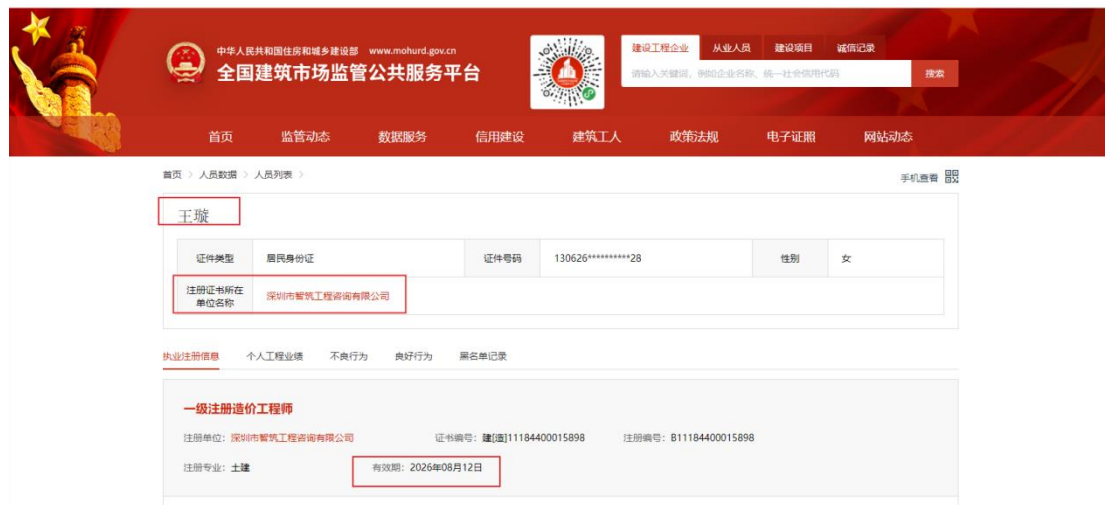 中华人民共和国住房和城乡建设部 www.mohurd.gov.cn
全国建筑市场监管公共服务平台
建设工程企业 从业人员 建设项目 诚信记录
请输入关键词，例如企业名称、统一社会信用代码 搜索
首页 监管动态 数据服务 信用建设 建筑工人 政策法规 电子证照 网站动态
首页 > 人员数据 > 人员列表 >
手机查看
王璇
证件类型 居民身份证 证件号码 130626**********28 性别 女
注册证书所在
单位名称 深圳市智筑工程咨询有限公司
执业注册信息 个人工程业绩 不良行为 良好行为 黑名单记录
一级注册造价工程师
注册单位：深圳市智筑工程咨询有限公司 证书编号：建[造]11184400015898 注册编号：B11184400015898
注册专业：土建 有效期：2026年08月12日